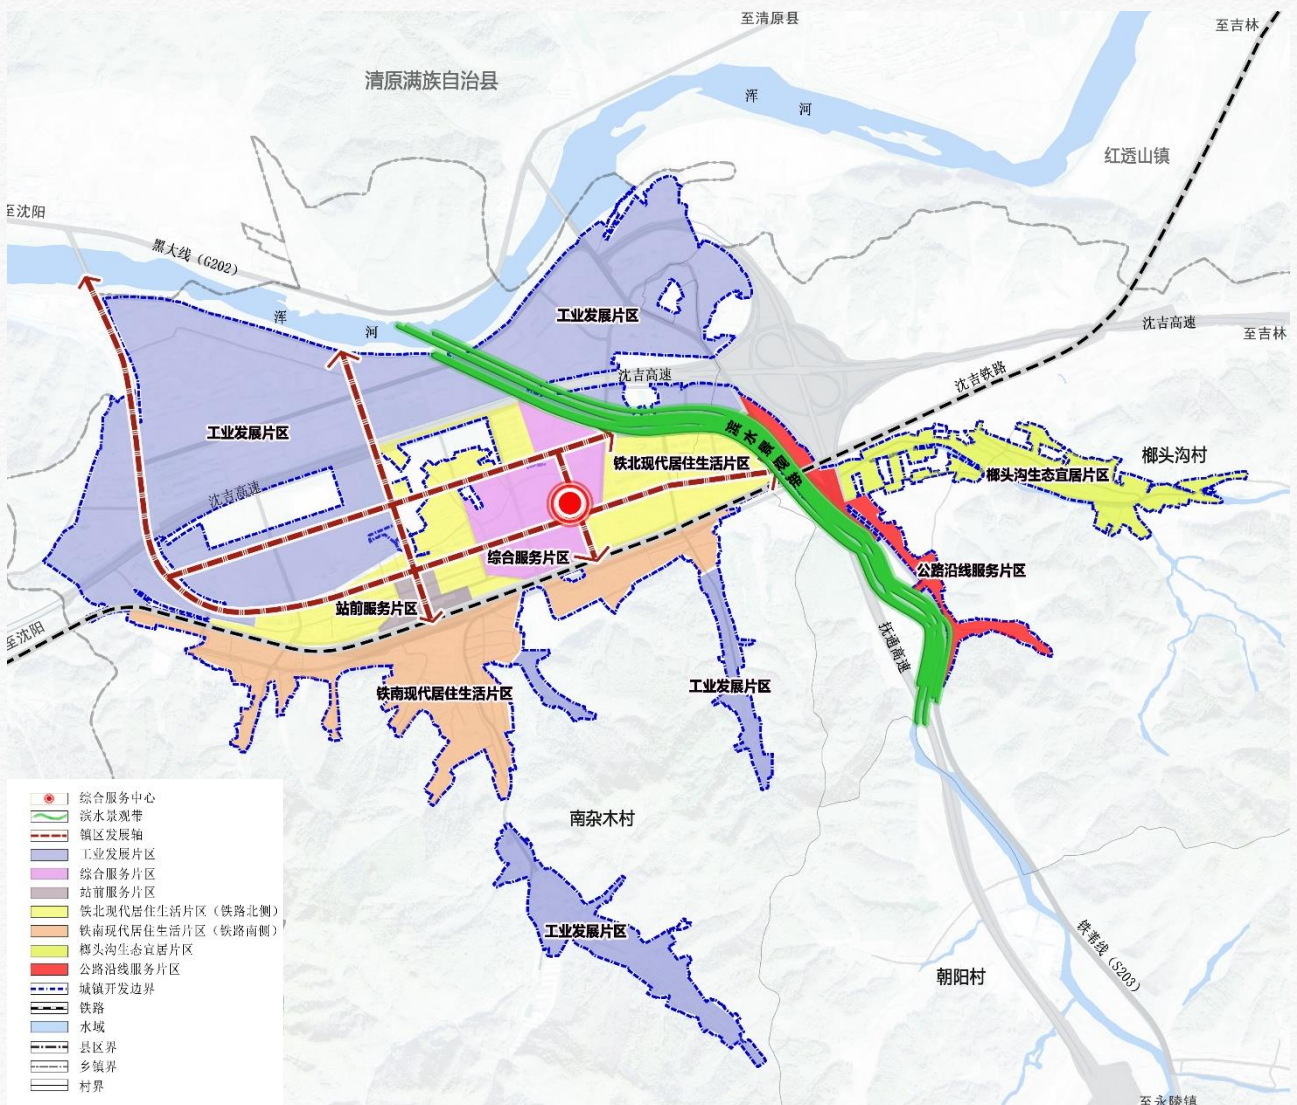 至清原县
至吉林
清原满族自治县
浑
河
红透山镇
至沈阳
黑大线（G202）
浑
河
工业发展片区
沈吉高速
至吉林
沈吉高速
沈吉铁路
工业发展片区
滨水景观路
铁北现代居住生活片区
榔头沟村
榔头沟生态宜居片区
沈吉高速
综合服务片区
公路沿线服务片区
站前服务片区
至沈阳
抚通高速
铁南现代居住生活片区
工业发展片区
南杂木村
工业发展片区
铁苇线（S203）
朝阳村
至永陵镇
综合服务中心
滨水景观带
镇区发展轴
工业发展片区
综合服务片区
站前服务片区
铁北现代居住生活片区（铁路北侧）
铁南现代居住生活片区（铁路南侧）
榔头沟生态宜居片区
公路沿线服务片区
城镇开发边界
铁路
水域
县区界
乡镇界
村界